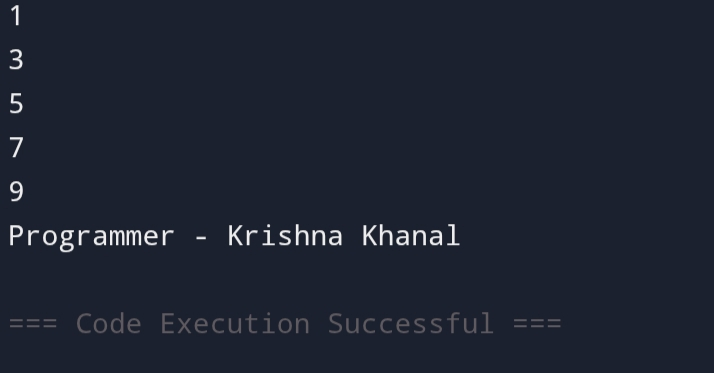 1
3
5
7
9
Programmer - Krishna Khanal
=== Code Execution Successful ===